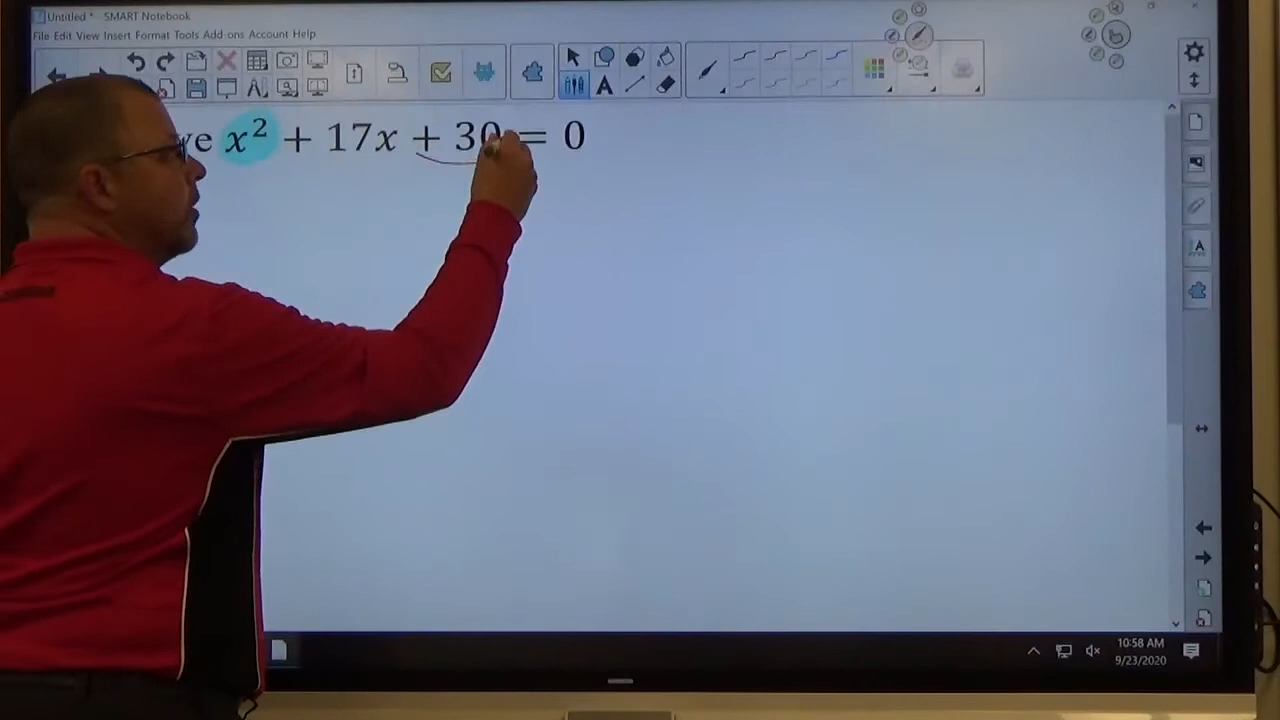 Untitled * SMART Notebook
File Edit View Insert Format Tools Add-ons Account Help
x² + 17x + 30 = 0
10:58 AM
9/23/2020